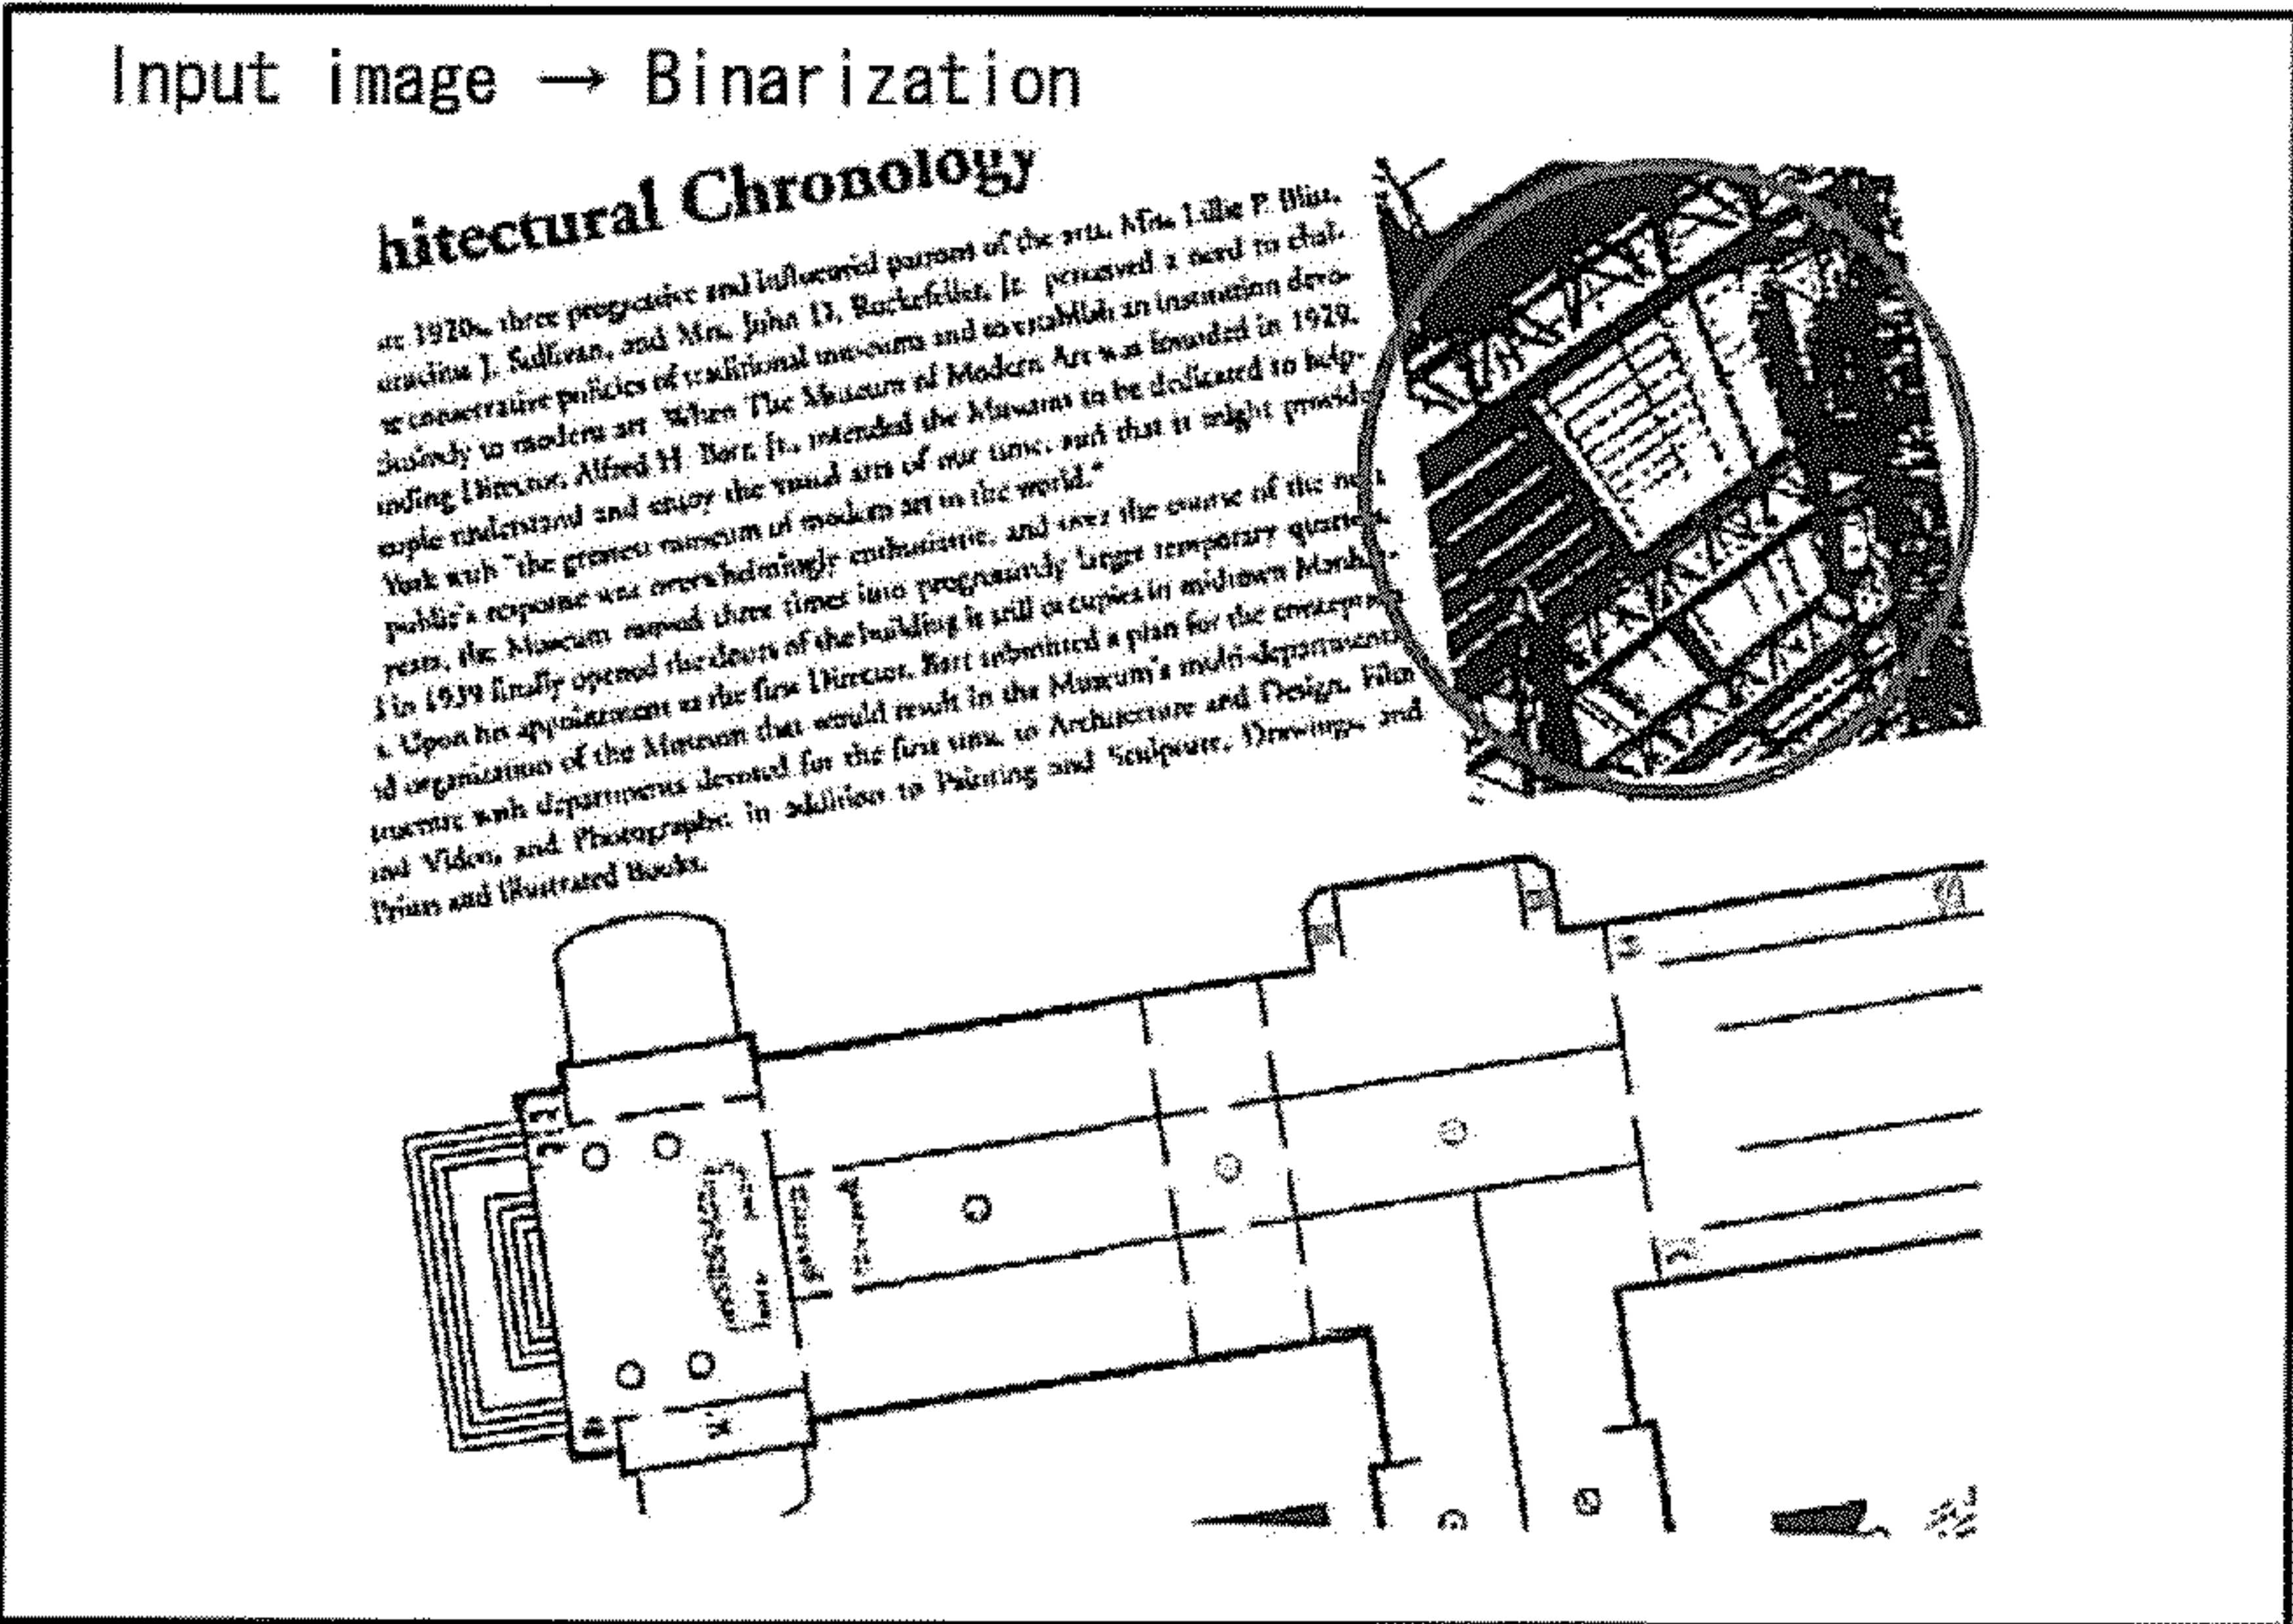 Input image → Binarization
hitectural Chronology
1920s, three progressive and influential patrons of the arts, Mrs. Lillie P. Bliss,
J. Sullivan, and Mrs. John D. Rockefeller, Jr. perceived a need to chal-
conservative policies of traditional museums and to establish an institution devo-
to modern art. When The Museum of Modern Art was founded in 1929,
nding Director, Alfred H. Barr, Jr., intended the Museum to be dedicated to help-
understand and enjoy the visual arts of our time, and that it might provide
York with "the greatest museum of modern art in the world."
public's response was overwhelmingly enthusiastic, and over the course of the next
years, the Museum moved three times into progressively larger temporary quarters,
in 1939 finally opened the doors of the building it still occupies in midtown Manhat-
. Upon his appointment as the first Director, Barr submitted a plan for the
organization of the Museum that would result in the Museum's multi-departmental
with departments devoted for the first time to Architecture and Design, Film
and Video, and Photography, in addition to Painting and Sculpture, Drawings, and
Prints and Illustrated Books.